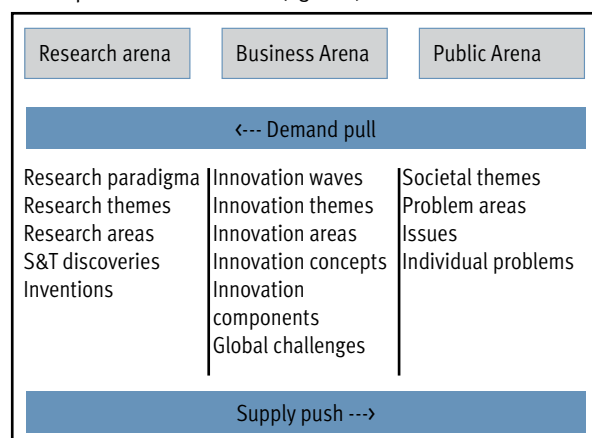 Research arena
Business Arena
Public Arena
<--- Demand pull
Research paradigma
Research themes
Research areas
S&T discoveries
Inventions
Innovation waves
Innovation themes
Innovation areas
Innovation concepts
Innovation
components
Global challenges
Societal themes
Problem areas
Issues
Individual problems
Supply push --->